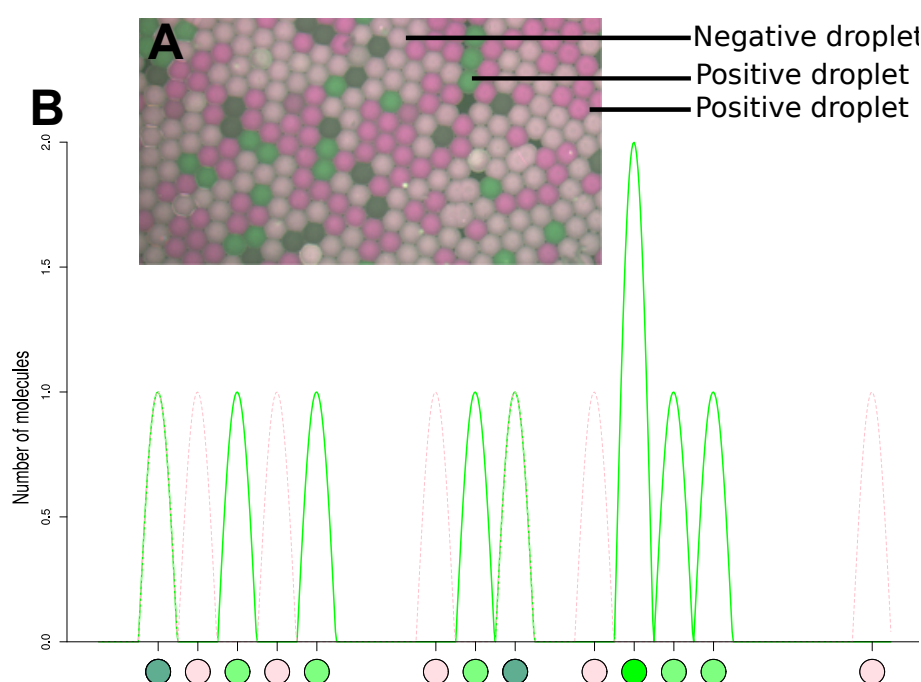 A
Negative droplet
Positive droplet
Positive droplet
B
2.0
1.5
1.0
0.5
0.0
Number of molecules